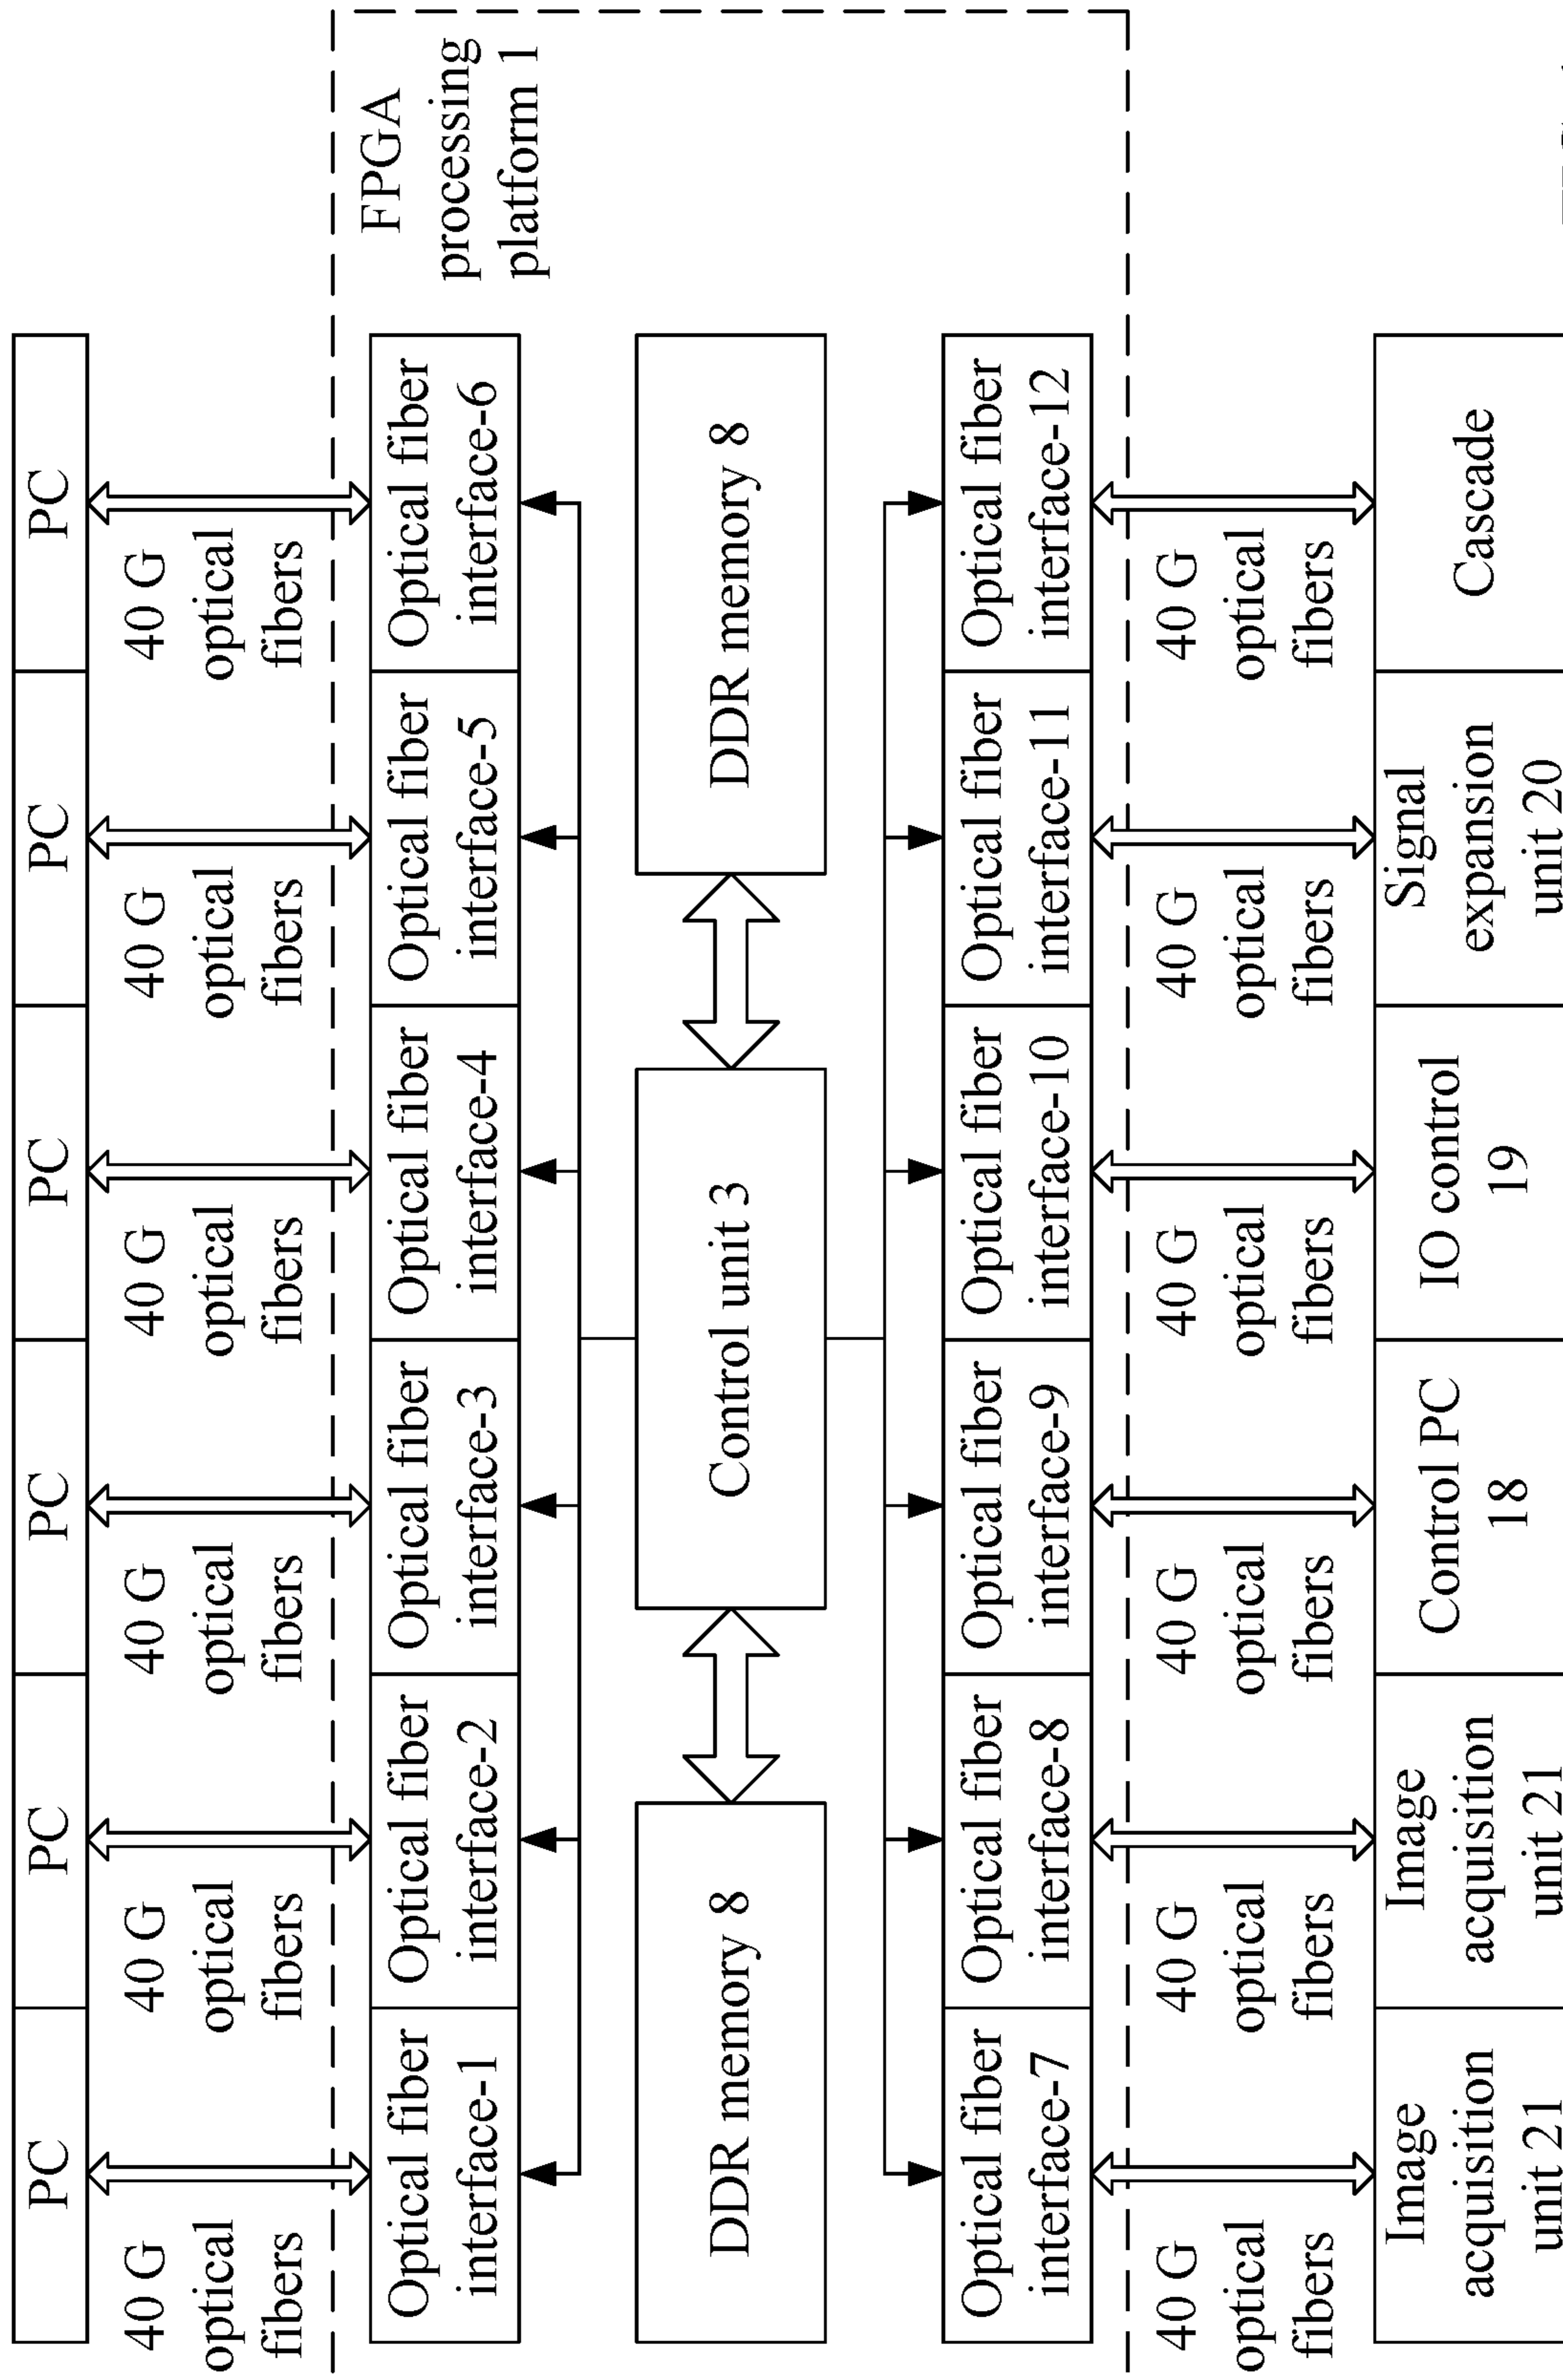 PC
PC
PC
PC
PC
PC
40 G
optical
fibers
40 G
optical
fibers
40 G
optical
fibers
40 G
optical
fibers
40 G
optical
fibers
40 G
optical
fibers
FPGA
processing
platform 1
Optical fiber
interface-1
Optical fiber
interface-2
Optical fiber
interface-3
Optical fiber
interface-4
Optical fiber
interface-5
Optical fiber
interface-6
DDR memory 8
Control unit 3
DDR memory 8
Optical fiber
interface-7
Optical fiber
interface-8
Optical fiber
interface-9
Optical fiber
interface-10
Optical fiber
interface-11
Optical fiber
interface-12
40 G
optical
fibers
40 G
optical
fibers
40 G
optical
fibers
40 G
optical
fibers
40 G
optical
fibers
40 G
optical
fibers
Image
acquisition
unit 21
Image
acquisition
unit 21
Control PC
18
IO control
19
Signal
expansion
unit 20
Cascade